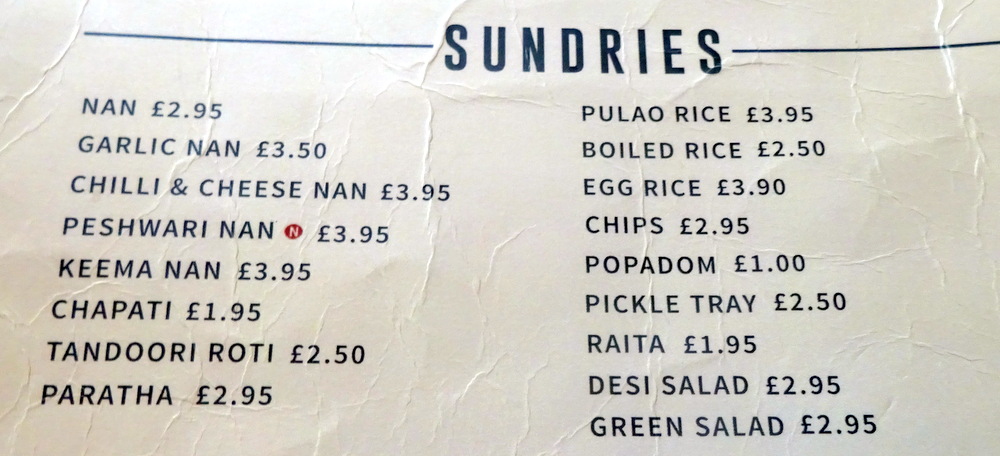 SUNDRIES
NAN £2.95
GARLIC NAN £3.50
CHILLI & CHEESE NAN £3.95
PESHWARI NAN N £3.95
KEEMA NAN £3.95
CHAPATI £1.95
TANDOORI ROTI £2.50
PARATHA £2.95
PULAO RICE £3.95
BOILED RICE £2.50
EGG RICE £3.90
CHIPS £2.95
POPADOM £1.00
PICKLE TRAY £2.50
RAITA £1.95
DESI SALAD £2.95
GREEN SALAD £2.95